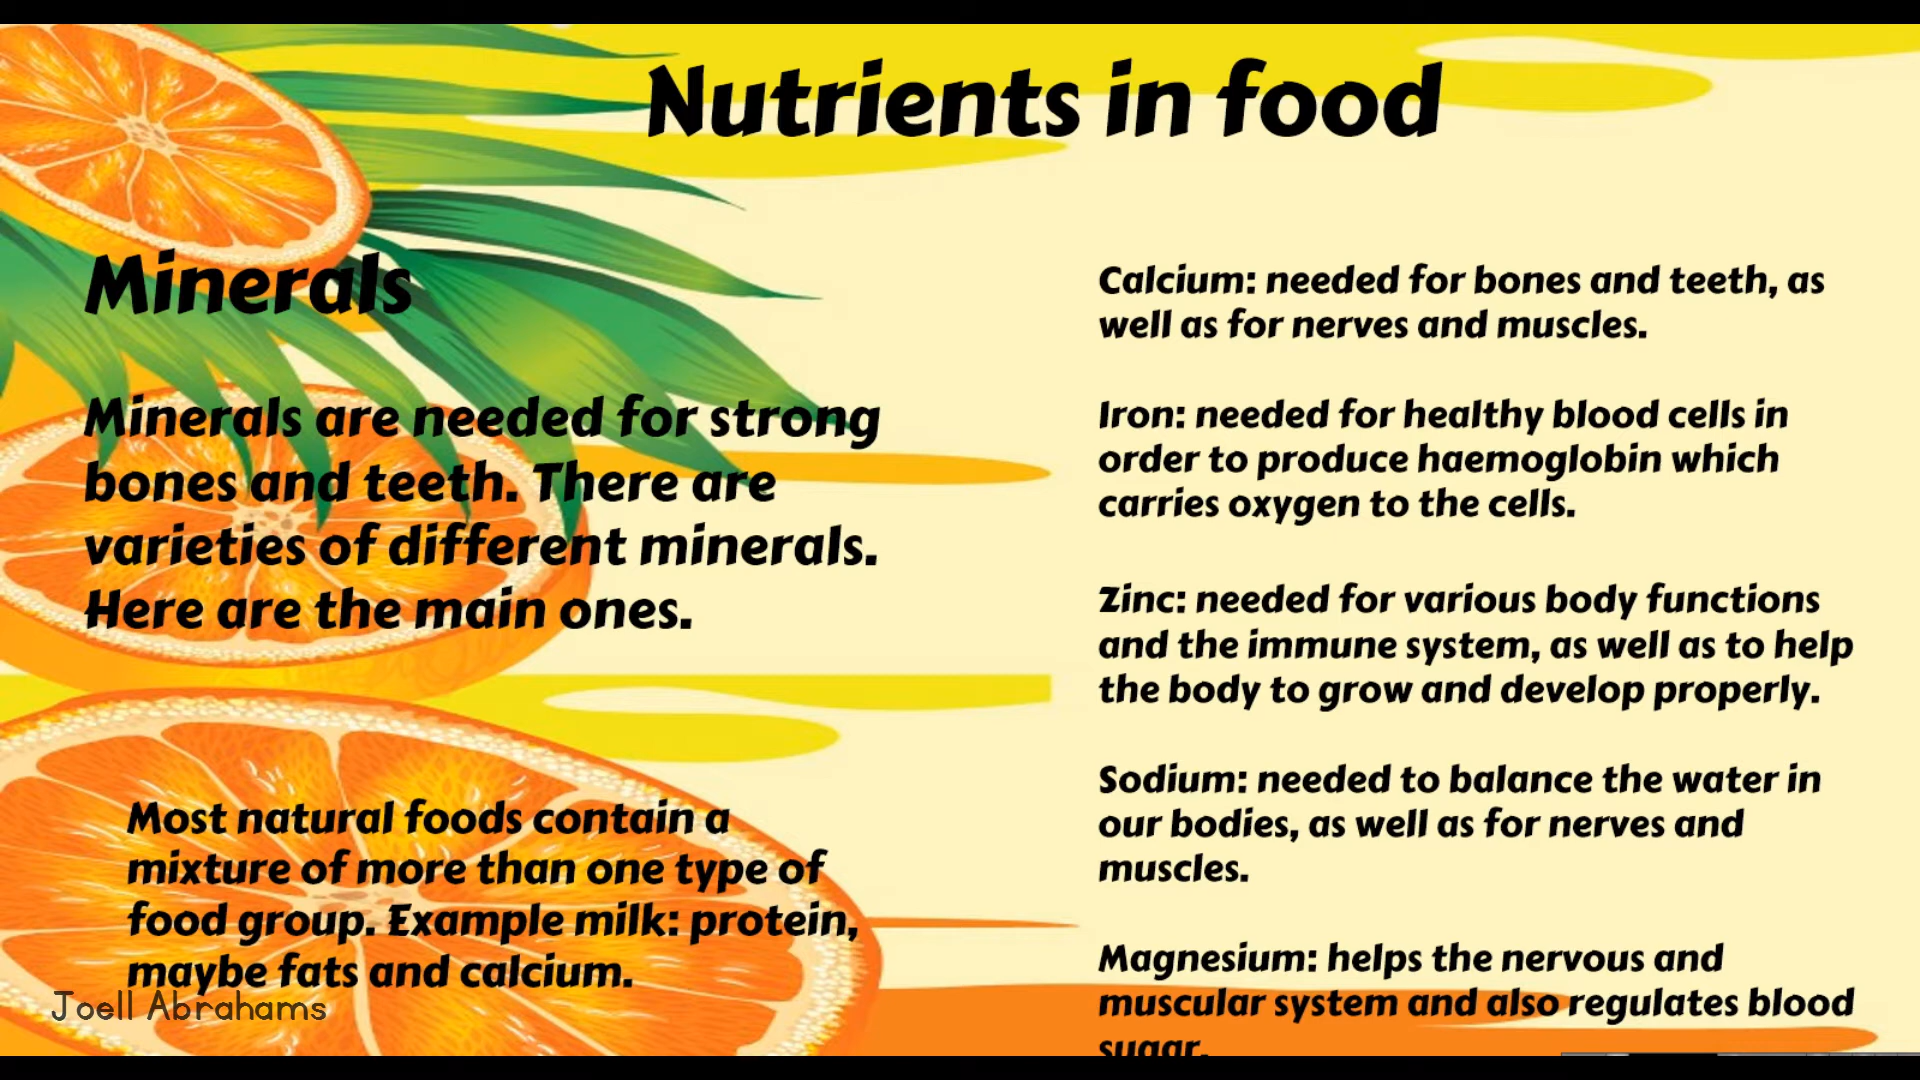 Nutrients in food
Minerals
Minerals are needed for strong
bones and teeth. There are
varieties of different minerals.
Here are the main ones.
Most natural foods contain a
mixture of more than one type of
food group. Example milk: protein,
maybe fats and calcium.
Joell Abrahams
Calcium: needed for bones and teeth, as
well as for nerves and muscles.
Iron: needed for healthy blood cells in
order to produce haemoglobin which
carries oxygen to the cells.
Zinc: needed for various body functions
and the immune system, as well as to help
the body to grow and develop properly.
Sodium: needed to balance the water in
our bodies, as well as for nerves and
muscles.
Magnesium: helps the nervous and
muscular system and also regulates blood
sugar.